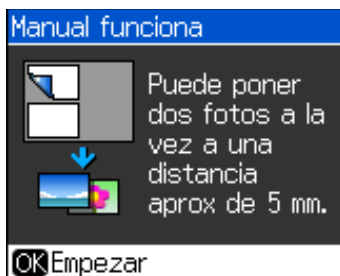 Manual funciona
Puede poner
dos fotos a la
vez a una
distancia
aprox de 5 mm.
OK Empezar